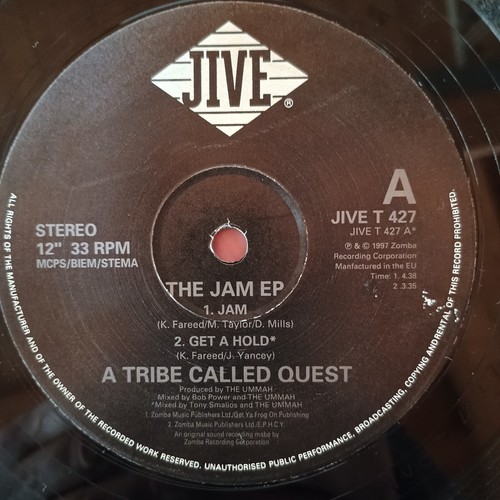 JIVE
®
A
JIVE T 427
JIVE T 427 A*
STEREO
12" 33 RPM
MCPS/BIEM/STEMA
℗ & © 1997 Zomba
Recording Corporation
Manfactured in the EU
Time: 1. 4.38
2. 3.35
THE JAM EP
1. JAM
(K. Fareed/M. Taylor/D. Mills)
2. GET A HOLD*
(K. Fareed/J. Yancey)
A TRIBE CALLED QUEST
Produced by THE UMMAH
Mixed by Bob Power and THE UMMAH
*Mixed by Tony Smalios and THE UMMAH
1. Zomba Music Publishers Ltd./Jet Ya Frog On Publishing
2. Zomba Music Publishers Ltd./E.P.H.C.Y.
An original sound recording made by
Zomba Recording Corporation
ALL RIGHTS OF THE MANUFACTURER AND OF THE OWNER OF THE RECORDED WORK RESERVED. UNAUTHORISED PUBLIC PERFORMANCE, BROADCASTING, COPYING AND RENTAL OF THIS RECORD PROHIBITED.